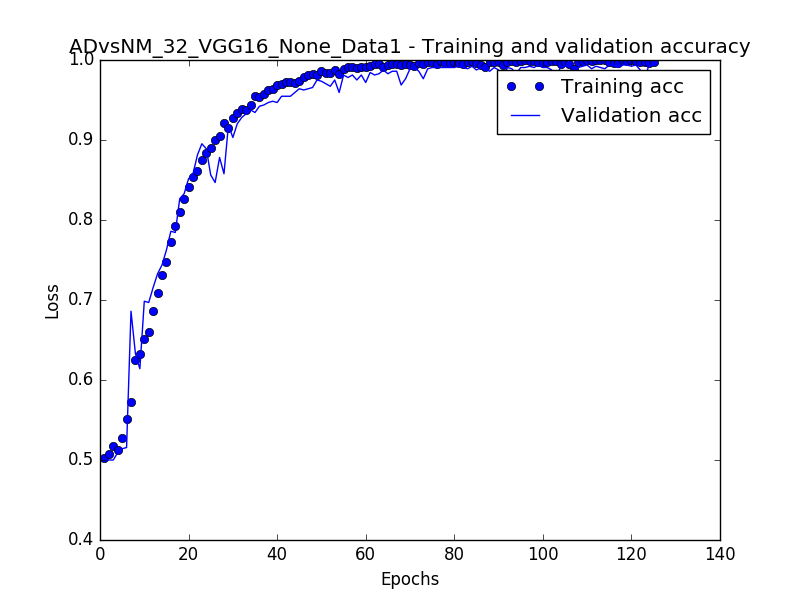 ADvsNM_32_VGG16_None_Data1 - Training and validation accuracy
1.0
0.9
0.8
0.7
0.6
0.5
0.4
Loss
Training acc
Validation acc
0 20 40 60 80 100 120 140
Epochs